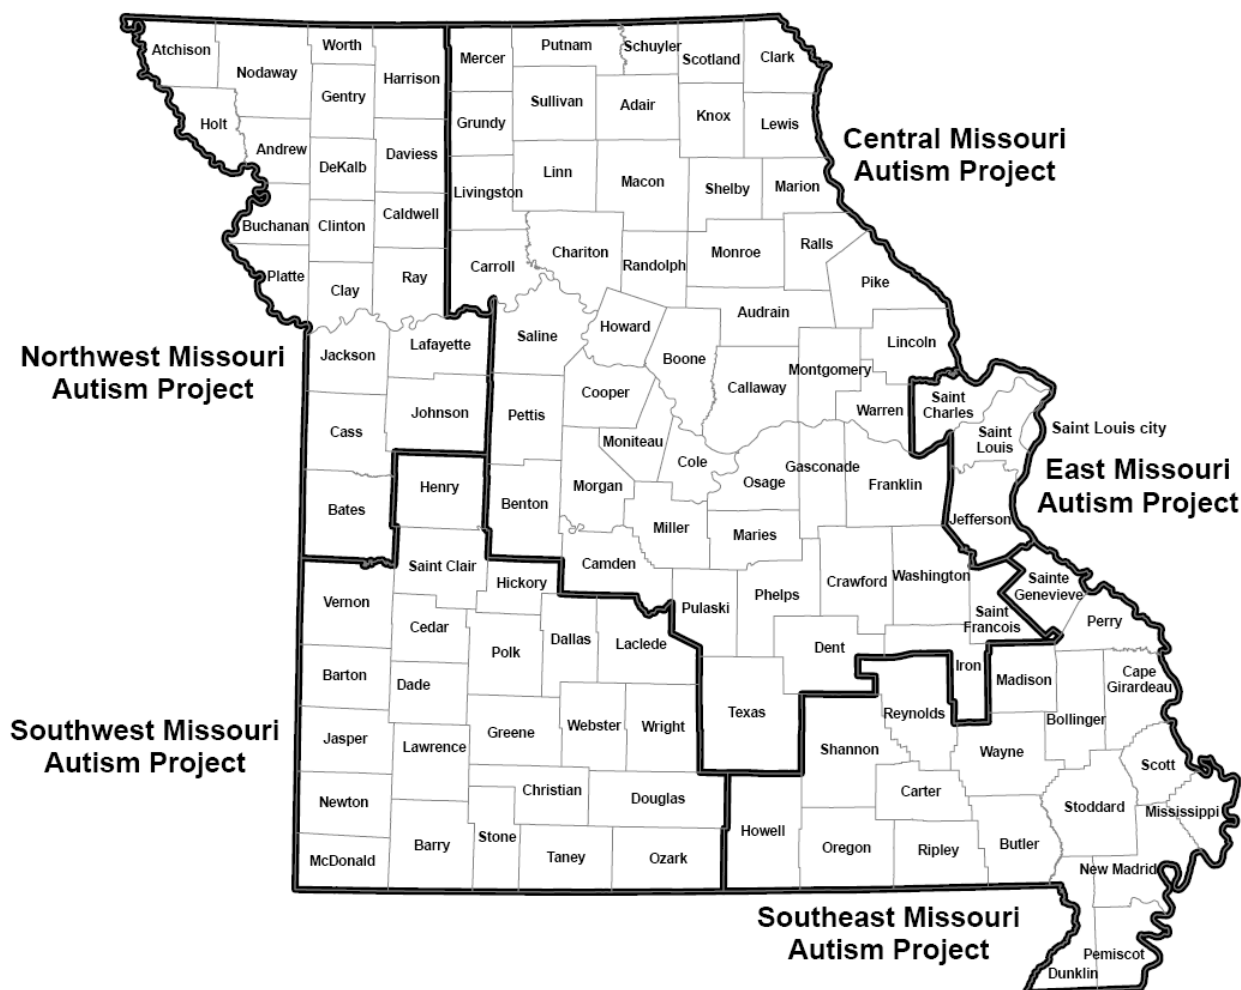 Atchison
Nodaway
Worth
Harrison
Gentry
Holt
Andrew
DeKalb
Daviess
Buchanan
Clinton
Caldwell
Platte
Clay
Ray
Mercer
Putnam
Schuyler
Scotland
Clark
Sullivan
Adair
Knox
Lewis
Grundy
Linn
Macon
Shelby
Marion
Livingston
Chariton
Randolph
Monroe
Ralls
Carroll
Pike
Audrain
Central Missouri
Autism Project
Northwest Missouri
Autism Project
Jackson
Lafayette
Saline
Howard
Boone
Callaway
Montgomery
Lincoln
Cass
Johnson
Pettis
Cooper
Warren
Saint
Charles
Moniteau
Cole
Saint
Louis
Saint Louis city
East Missouri
Autism Project
Bates
Henry
Benton
Morgan
Miller
Osage
Gasconade
Franklin
Jefferson
Maries
Camden
Vernon
Saint Clair
Hickory
Pulaski
Phelps
Crawford
Washington
Sainte
Genevieve
Saint
Francois
Perry
Cedar
Polk
Dallas
Laclede
Dent
Iron
Madison
Cape
Girardeau
Bollinger
Barton
Dade
Texas
Reynolds
Southwest Missouri
Autism Project
Jasper
Lawrence
Greene
Webster
Wright
Shannon
Wayne
Scott
Newton
Christian
Douglas
Carter
Stoddard
Mississippi
McDonald
Barry
Stone
Taney
Ozark
Howell
Oregon
Ripley
Butler
New Madrid
Southeast Missouri
Autism Project
Pemiscot
Dunklin